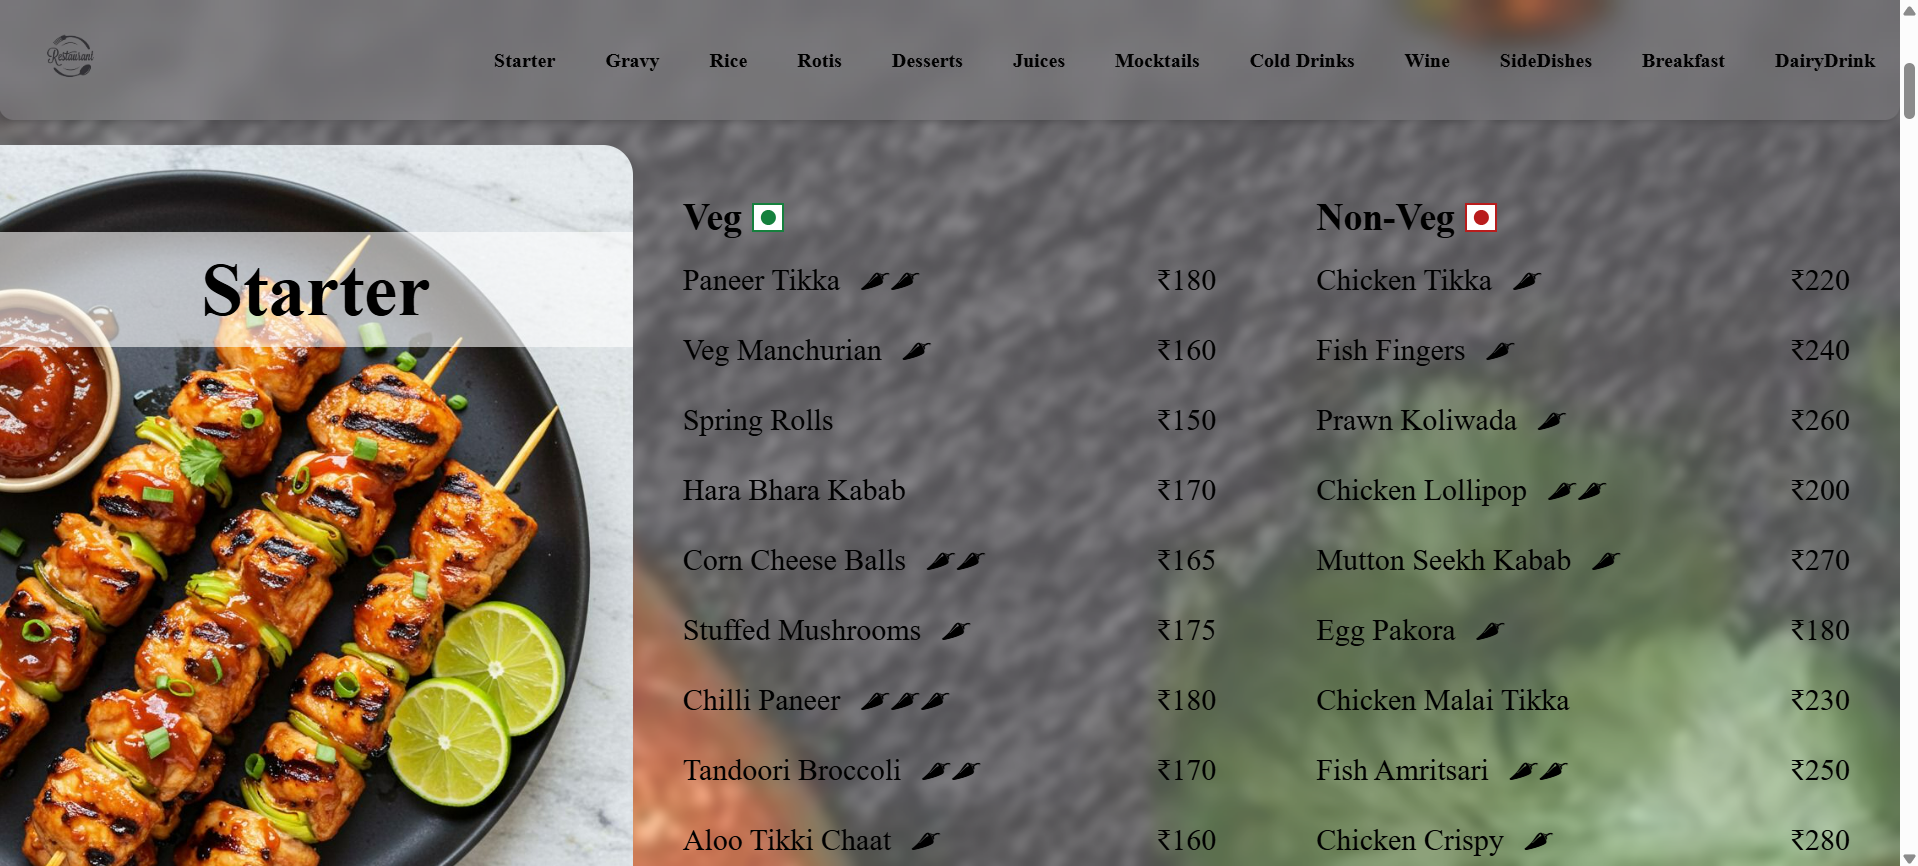 Restaurant
Starter Gravy Rice Rotis Desserts Juices Mocktails Cold Drinks Wine SideDishes Breakfast DairyDrink
Starter
Veg
Paneer Tikka ₹180
Veg Manchurian ₹160
Spring Rolls ₹150
Hara Bhara Kabab ₹170
Corn Cheese Balls ₹165
Stuffed Mushrooms ₹175
Chilli Paneer ₹180
Tandoori Broccoli ₹170
Aloo Tikki Chaat ₹160
Non-Veg
Chicken Tikka ₹220
Fish Fingers ₹240
Prawn Koliwada ₹260
Chicken Lollipop ₹200
Mutton Seekh Kabab ₹270
Egg Pakora ₹180
Chicken Malai Tikka ₹230
Fish Amritsari ₹250
Chicken Crispy ₹280